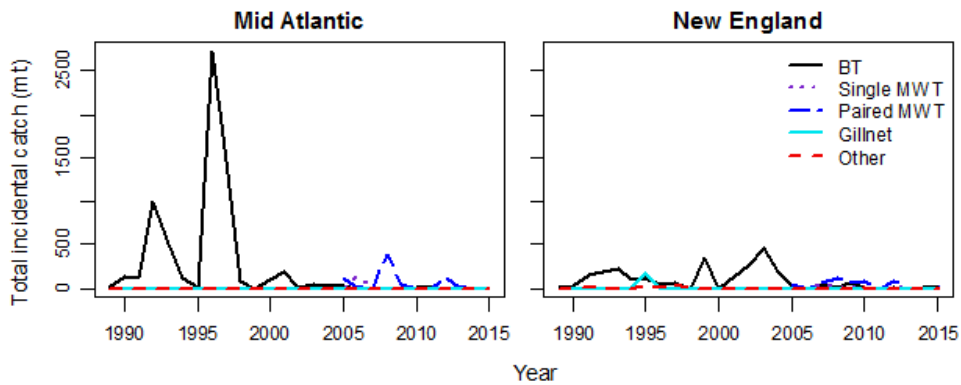 Mid Atlantic
New England
Total incidental catch (mt)
2500
1500
500
0
BT
Single MWT
Paired MWT
Gillnet
Other
1990 1995 2000 2005 2010 2015
1990 1995 2000 2005 2010 2015
Year